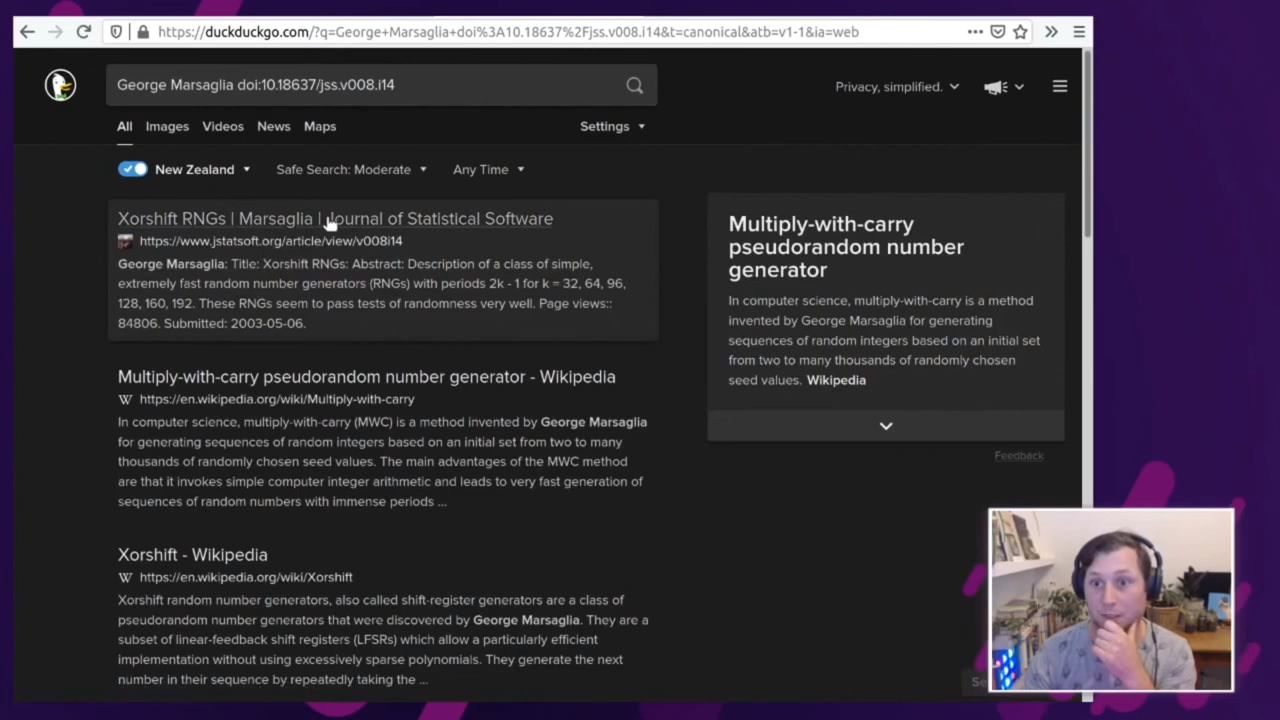 https://duckduckgo.com/?q=George+Marsaglia+doi%3A10.18637%2Fjss.v008.i14&t=canonical&atb=v1-1&ia=web
George Marsaglia doi:10.18637/jss.v008.i14
Privacy, simplified.
All Images Videos News Maps
Settings
New Zealand
Safe Search: Moderate
Any Time
Xorshift RNGs | Marsaglia | Journal of Statistical Software
https://www.jstatsoft.org/article/view/v008i14
George Marsaglia: Title: Xorshift RNGs: Abstract: Description of a class of simple,
extremely fast random number generators (RNGs) with periods 2k - 1 for k = 32, 64, 96,
128, 160, 192. These RNGs seem to pass tests of randomness very well. Page views::
84806. Submitted: 2003-05-06.
Multiply-with-carry pseudorandom number generator - Wikipedia
W https://en.wikipedia.org/wiki/Multiply-with-carry
In computer science, multiply-with-carry (MWC) is a method invented by George Marsaglia
for generating sequences of random integers based on an initial set from two to many
thousands of randomly chosen seed values. The main advantages of the MWC method
are that it invokes simple computer integer arithmetic and leads to very fast generation of
sequences of random numbers with immense periods ...
Xorshift - Wikipedia
W https://en.wikipedia.org/wiki/Xorshift
Xorshift random number generators, also called shift-register generators are a class of
pseudorandom number generators that were discovered by George Marsaglia. They are a
subset of linear-feedback shift registers (LFSRs) which allow a particularly efficient
implementation without using excessively sparse polynomials. They generate the next
number in their sequence by repeatedly taking the ...
Multiply-with-carry
pseudorandom number
generator
In computer science, multiply-with-carry is a method
invented by George Marsaglia for generating
sequences of random integers based on an initial set
from two to many thousands of randomly chosen
seed values. Wikipedia
Feedback